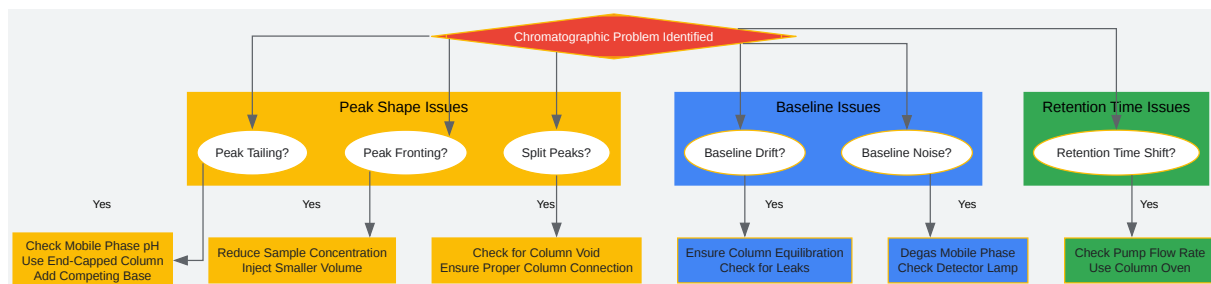 Chromatographic Problem Identified
Peak Shape Issues
Baseline Issues
Retention Time Issues
Peak Tailing?
Peak Fronting?
Split Peaks?
Baseline Drift?
Baseline Noise?
Retention Time Shift?
Yes
Yes
Yes
Yes
Yes
Yes
Check Mobile Phase pH
Use End-Capped Column
Add Competing Base
Reduce Sample Concentration
Inject Smaller Volume
Check for Column Void
Ensure Proper Column Connection
Ensure Column Equilibration
Check for Leaks
Degas Mobile Phase
Check Detector Lamp
Check Pump Flow Rate
Use Column Oven